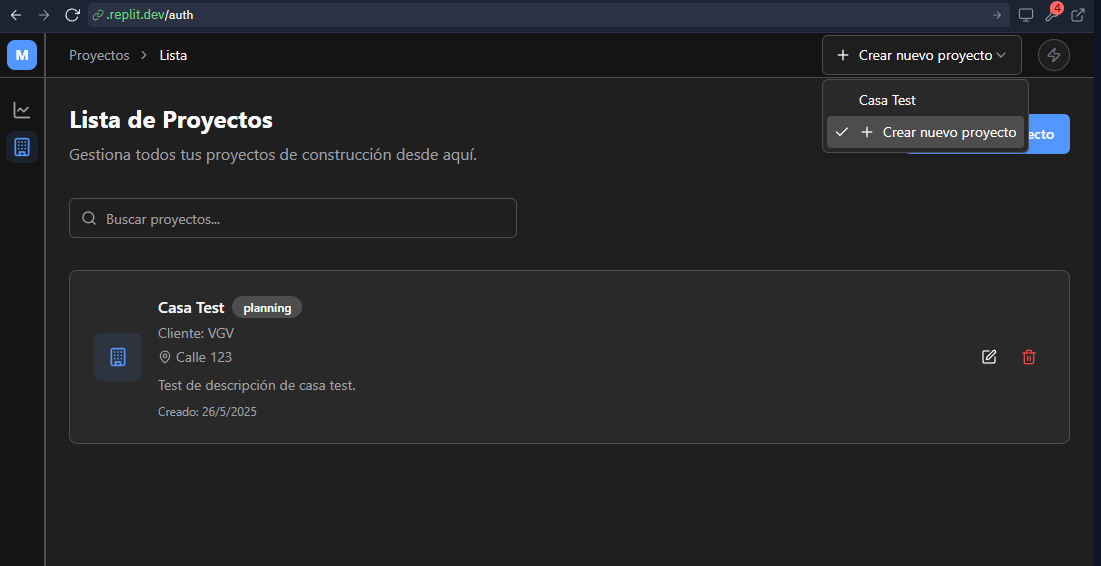 .replit.dev/auth
4
M
Proyectos > Lista
+ Crear nuevo proyecto
Casa Test
✓ + Crear nuevo proyecto
Lista de Proyectos
ecto
Gestiona todos tus proyectos de construcción desde aquí.
Buscar proyectos...
Casa Test planning
Cliente: VGV
Calle 123
Test de descripción de casa test.
Creado: 26/5/2025